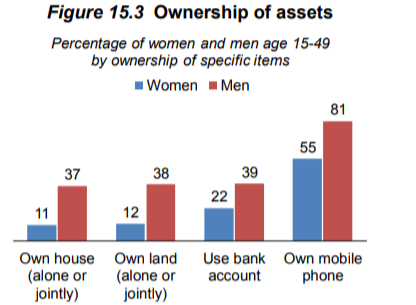 Figure 15.3 Ownership of assets
Percentage of women and men age 15-49
by ownership of specific items
Women Men
11 37 12 38 22 39 55 81
Own house Own land Use bank Own mobile
(alone or (alone or account phone
jointly) jointly)